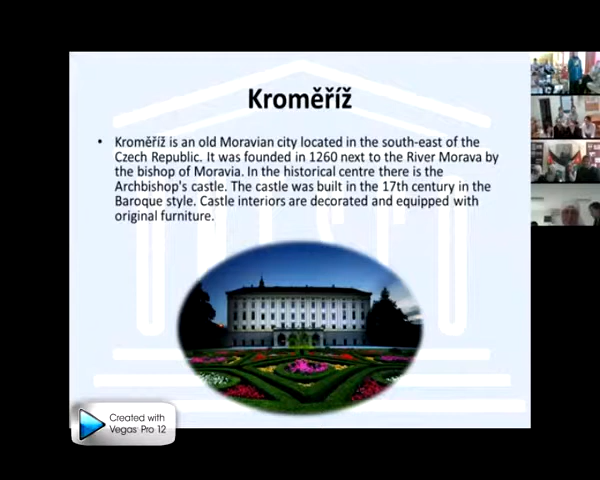 Kroměříž
• Kroměříž is an old Moravian city located in the south-east of the
Czech Republic. It was founded in 1260 next to the River Morava by
the bishop of Moravia. In the historical centre there is the
Archbishop's castle. The castle was built in the 17th century in the
Baroque style. Castle interiors are decorated and equipped with
original furniture.
Created with
Vegas Pro 12